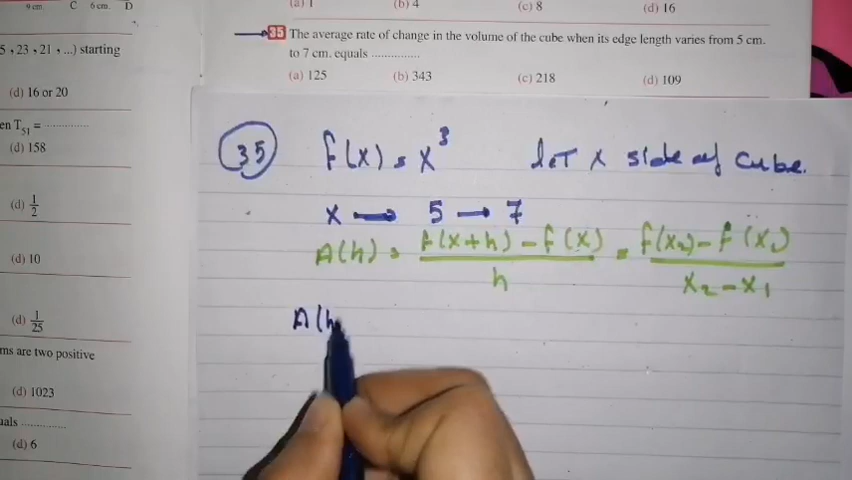 9 cm. C 6 cm. D
5 , 23 , 21 , ...) starting
(d) 16 or 20
en T51 = ...............
(d) 158
(d) 1/2
(d) 10
(d) 1/25
ms are two positive
(d) 1023
uals ...............
(d) 6
(a) 1 (b) 4 (c) 8 (d) 16
35 The average rate of change in the volume of the cube when its edge length varies from 5 cm.
to 7 cm. equals ...............
(a) 125 (b) 343 (c) 218 (d) 109
35 f(x) = x³ let x side of cube.
x → 5 → 7
A(h) = f(x+h) - f(x) / h = f(x₂) - f(x₁) / x₂ - x₁
A(h